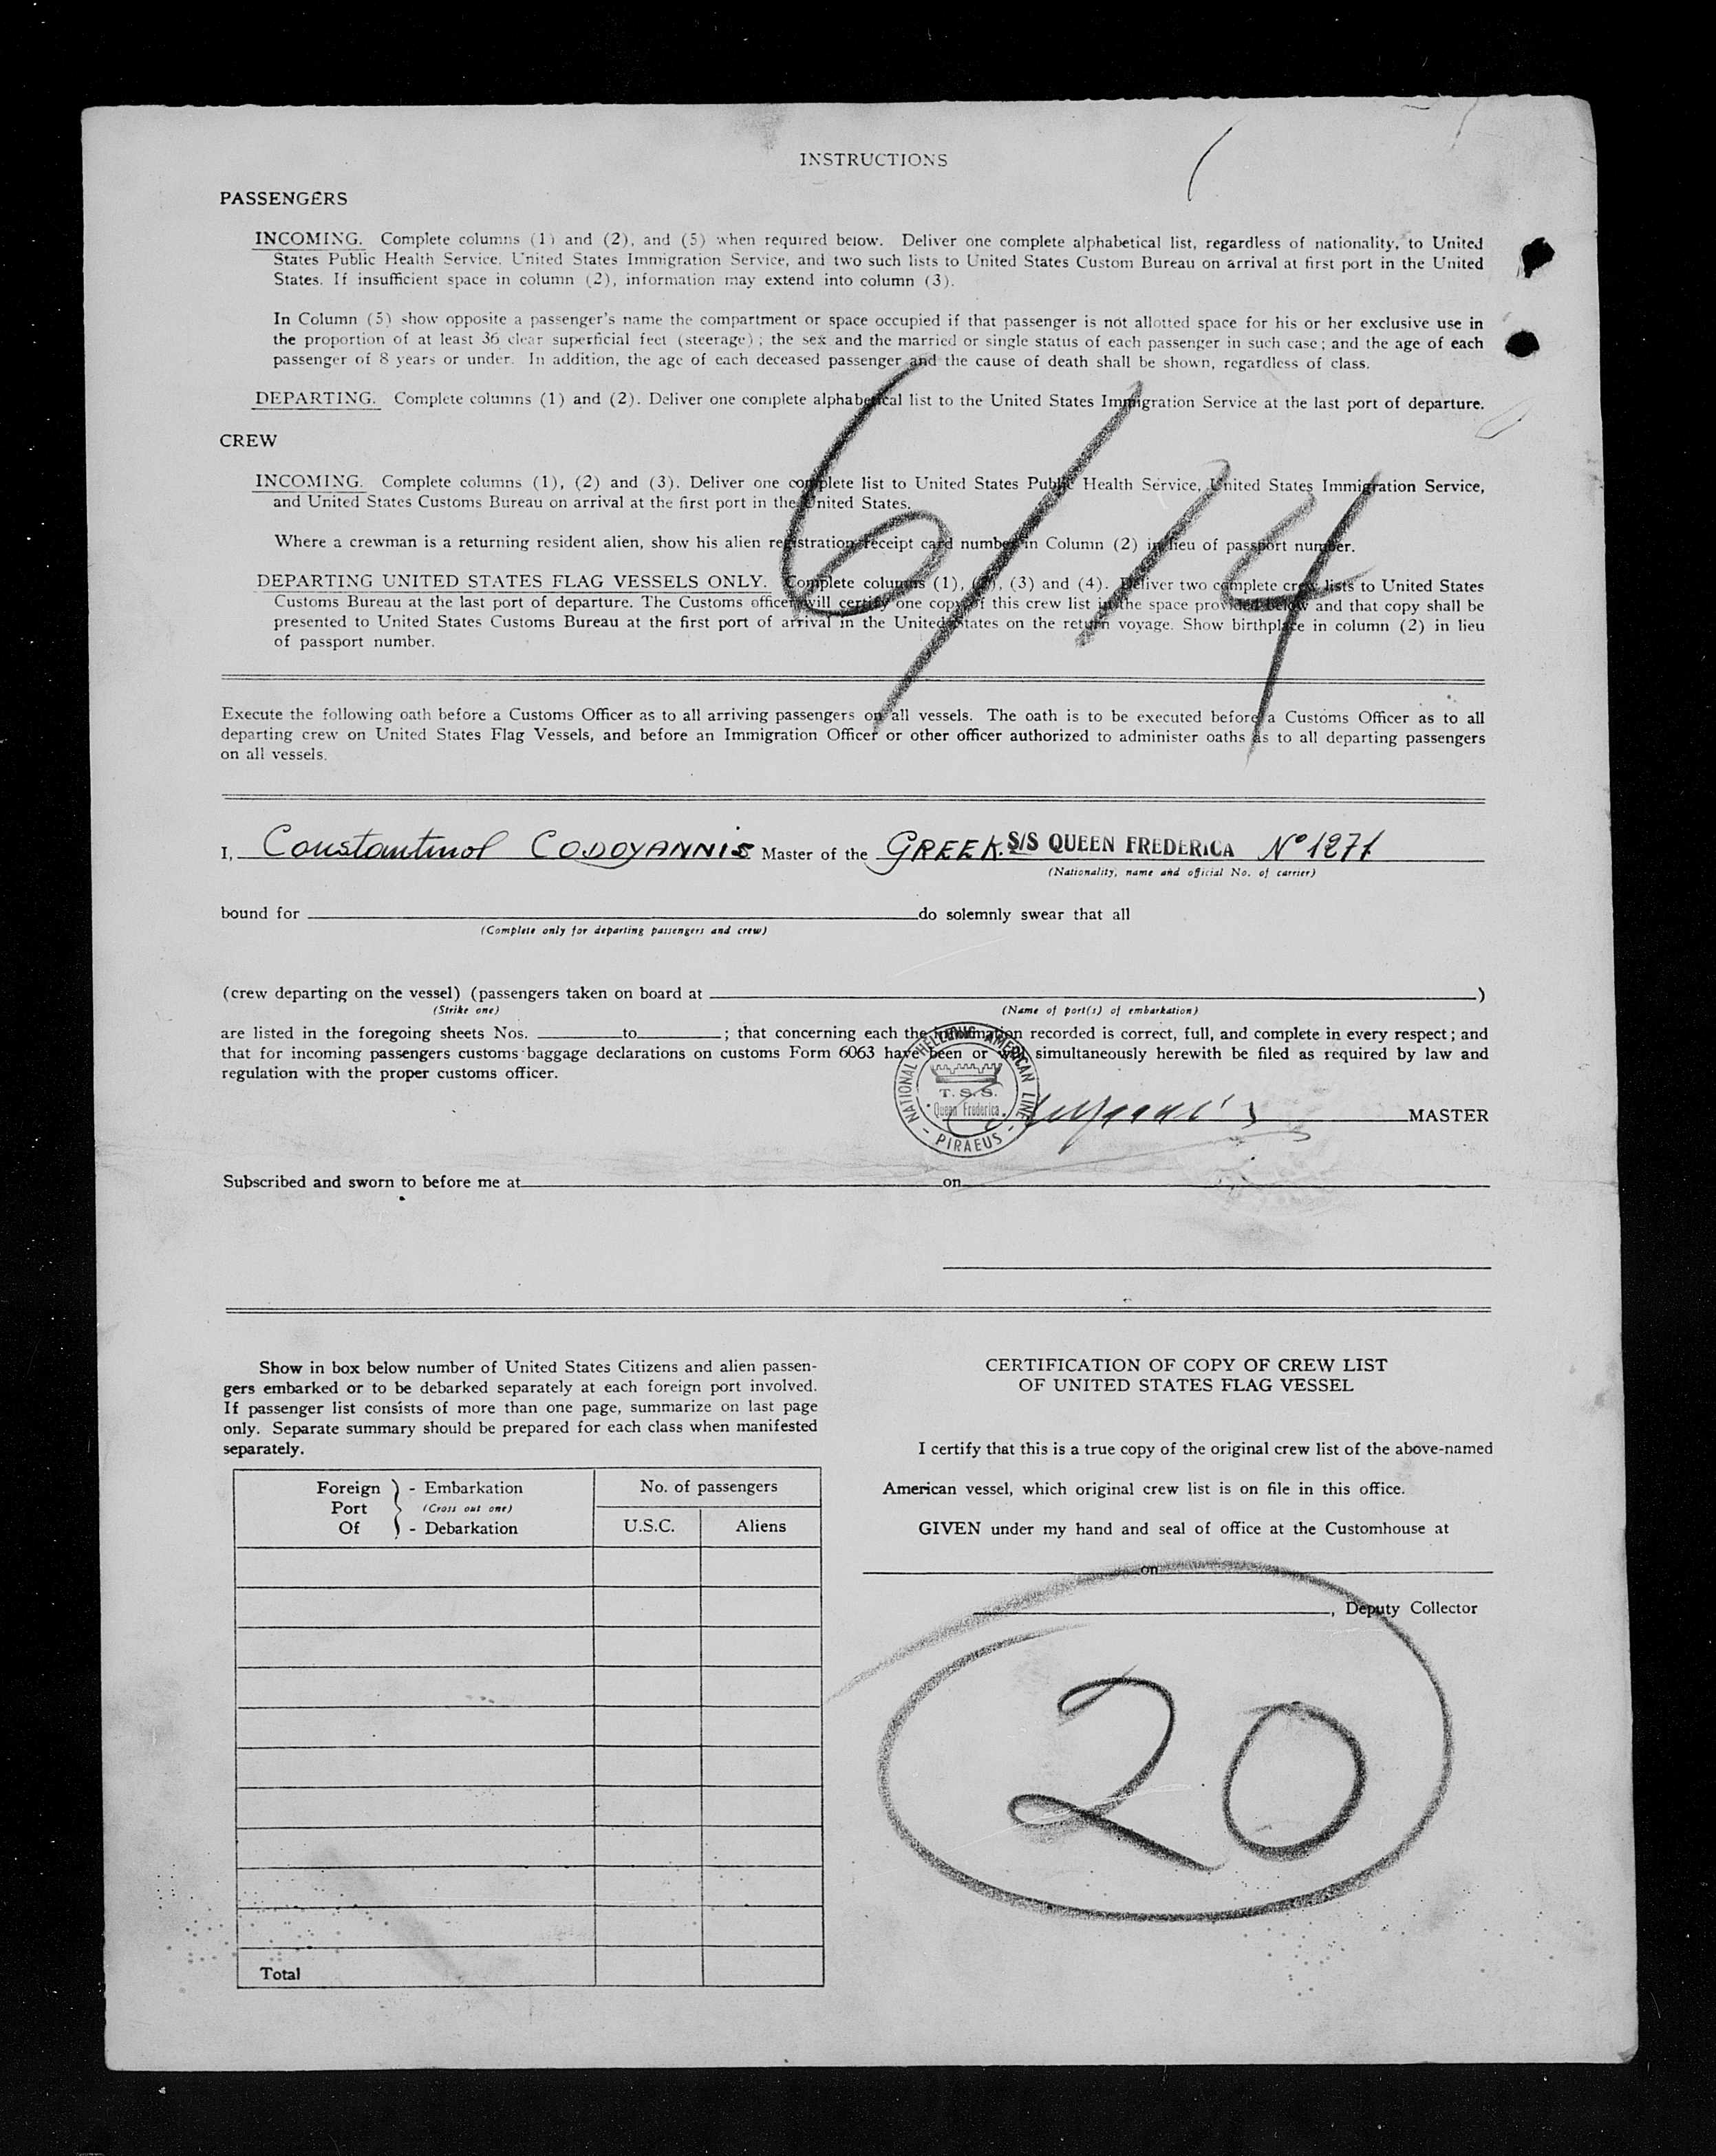 INSTRUCTIONS
PASSENGERS
INCOMING. Complete columns (1) and (2), and (5) when required below. Deliver one complete alphabetical list, regardless of nationality, to United
States Public Health Service, United States Immigration Service, and two such lists to United States Custom Bureau on arrival at first port in the United
States. If insufficient space in column (2), information may extend into column (3).
In Column (5) show opposite a passenger's name the compartment or space occupied if that passenger is not allotted space for his or her exclusive use in
the proportion of at least 36 clear superficial feet (steerage); the sex and the married or single status of each passenger in such case; and the age of each
passenger of 8 years or under. In addition, the age of each deceased passenger and the cause of death shall be shown, regardless of class.
DEPARTING. Complete columns (1) and (2). Deliver one complete alphabetical list to the United States Immigration Service at the last port of departure.
CREW
6/14
INCOMING. Complete columns (1), (2) and (3). Deliver one complete list to United States Public Health Service, United States Immigration Service,
and United States Customs Bureau on arrival at the first port in the United States.
Where a crewman is a returning resident alien, show his alien registration receipt card number in Column (2) in lieu of passport number.
DEPARTING UNITED STATES FLAG VESSELS ONLY. Complete columns (1), (2), (3) and (4). Deliver two complete crew lists to United States
Customs Bureau at the last port of departure. The Customs officer will certify one copy of this crew list in the space provided below and that copy shall be
presented to United States Customs Bureau at the first port of arrival in the United States on the return voyage. Show birthplace in column (2) in lieu
of passport number.
Execute the following oath before a Customs Officer as to all arriving passengers on all vessels. The oath is to be executed before a Customs Officer as to all
departing crew on United States Flag Vessels, and before an Immigration Officer or other officer authorized to administer oaths as to all departing passengers
on all vessels.
I, Constantinos CODOYANNIS Master of the GREEK. S/S QUEEN FREDERICA Nº 1271
(Nationality, name and official No. of carrier)
bound for do solemnly swear that all
(Complete only for departing passengers and crew)
(crew departing on the vessel) (passengers taken on board at )
(Strike one) (Name of port(s) of embarkation)
are listed in the foregoing sheets Nos. to ; that concerning each the information recorded is correct, full, and complete in every respect; and
that for incoming passengers customs baggage declarations on customs Form 6063 have been or will simultaneously herewith be filed as required by law and
regulation with the proper customs officer.
NATIONAL HELLENIC AMERICAN LINE
T.S.S.
"Queen Frederica"
- PIRAEUS -
MASTER
Subscribed and sworn to before me at on
Show in box below number of United States Citizens and alien passen-
gers embarked or to be debarked separately at each foreign port involved.
If passenger list consists of more than one page, summarize on last page
only. Separate summary should be prepared for each class when manifested
separately.
Foreign - Embarkation
Port (Cross out one)
Of - Debarkation
No. of passengers
U.S.C. Aliens
Total
CERTIFICATION OF COPY OF CREW LIST
OF UNITED STATES FLAG VESSEL
I certify that this is a true copy of the original crew list of the above-named
American vessel, which original crew list is on file in this office.
GIVEN under my hand and seal of office at the Customhouse at
on
, Deputy Collector
20